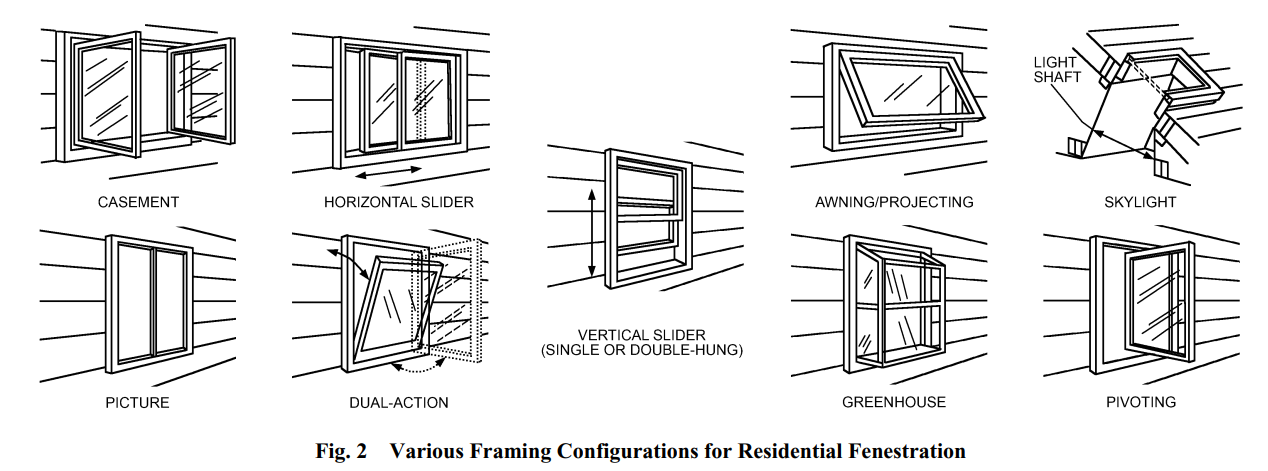 LIGHT
SHAFT
CASEMENT
HORIZONTAL SLIDER
AWNING/PROJECTING
SKYLIGHT
VERTICAL SLIDER
(SINGLE OR DOUBLE-HUNG)
PICTURE
DUAL-ACTION
GREENHOUSE
PIVOTING
Fig. 2 Various Framing Configurations for Residential Fenestration